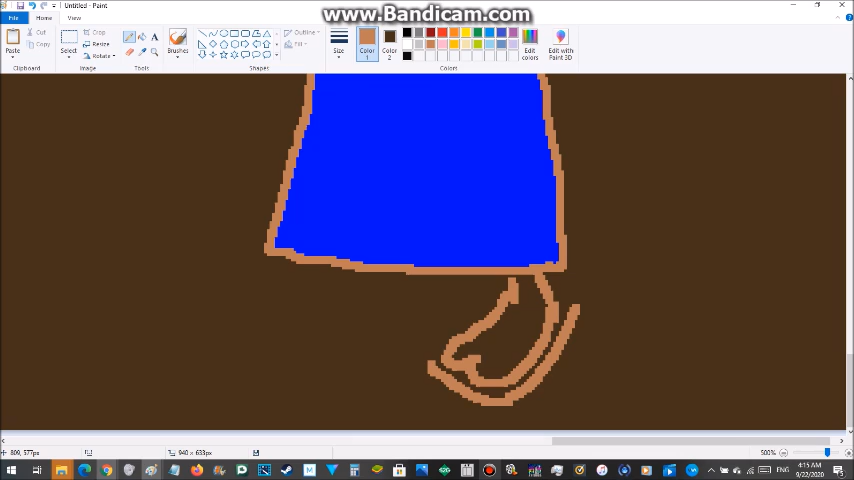 www.Bandicam.com
Untitled - Paint
File
Home
View
Paste
Cut
Copy
Clipboard
Select
Crop
Resize
Rotate
Image
Tools
Brushes
Shapes
Outline
Fill
Size
Color 1
Color 2
Colors
Edit colors
Edit with Paint 3D
809, 577px
940 × 633px
500%
ENG
4:15 AM
9/22/2020